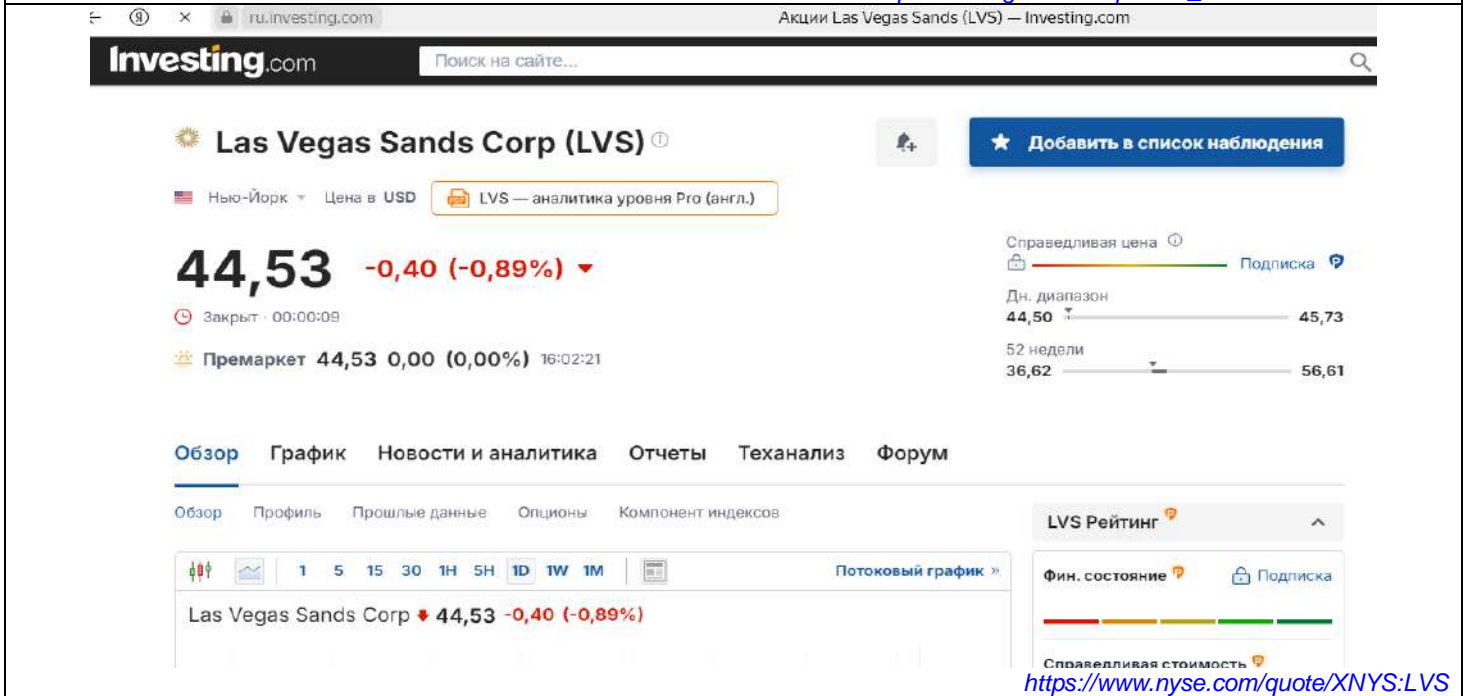 ru.investing.com Акции Las Vegas Sands (LVS) — Investing.com
Investing.com Поиск на сайте...
Las Vegas Sands Corp (LVS)
Добавить в список наблюдения
Нью-Йорк Цена в USD LVS — аналитика уровня Pro (англ.)
44,53 -0,40 (-0,89%)
Закрыт · 00:00:09
Премаркет 44,53 0,00 (0,00%) 16:02:21
Справедливая цена
Подписка
Дн. диапазон
44,50 45,73
52 недели
36,62 56,61
Обзор График Новости и аналитика Отчеты Теханализ Форум
Обзор Профиль Прошлые данные Опционы Компонент индексов
1 5 15 30 1H 5H 1D 1W 1M Потоковый график »
Las Vegas Sands Corp 44,53 -0,40 (-0,89%)
LVS Рейтинг
Фин. состояние Подписка
Справедливая стоимость
https://www.nyse.com/quote/XNYS:LVS